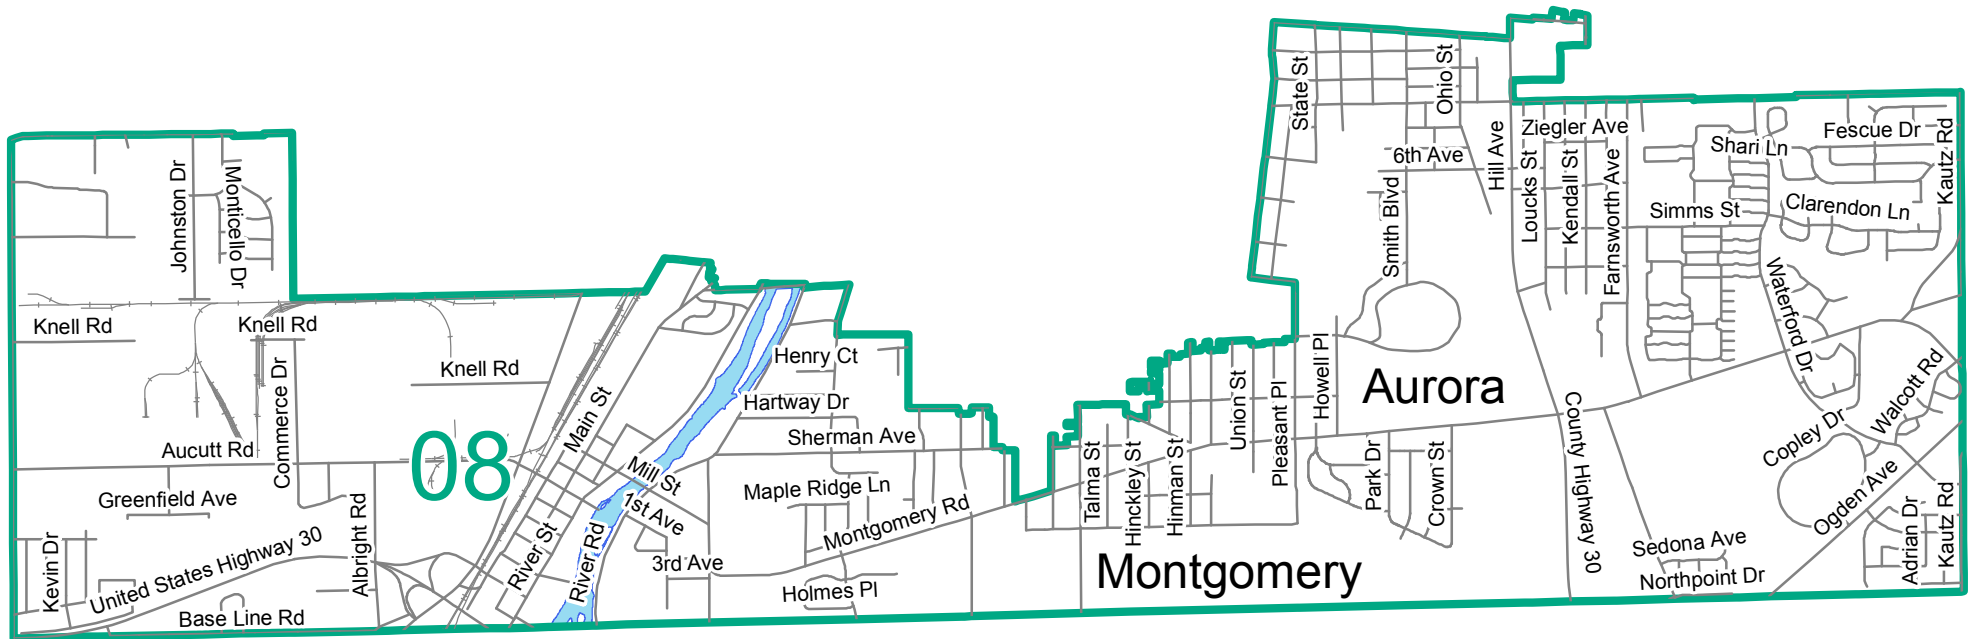 State St
Ohio St
Hill Ave
6th Ave
Smith Blvd
Ziegler Ave
Loucks St
Kendall St
Farnsworth Ave
Shari Ln
Fescue Dr
Kautz Rd
Simms St
Clarendon Ln
Waterford Dr
Johnston Dr
Monticello Dr
Knell Rd
Knell Rd
Knell Rd
Commerce Dr
Aucutt Rd
08
Main St
Henry Ct
Hartway Dr
Sherman Ave
Mill St
1st Ave
Maple Ridge Ln
Montgomery Rd
Greenfield Ave
Kevin Dr
United States Highway 30
Albright Rd
Base Line Rd
River St
River Rd
3rd Ave
Holmes Pl
Talma St
Hinckley St
Hinman St
Union St
Pleasant Pl
Howell Pl
Aurora
Park Dr
Crown St
Montgomery
County Highway 30
Copley Dr
Walcott Rd
Ogden Ave
Sedona Ave
Northpoint Dr
Adrian Dr
Kautz Rd